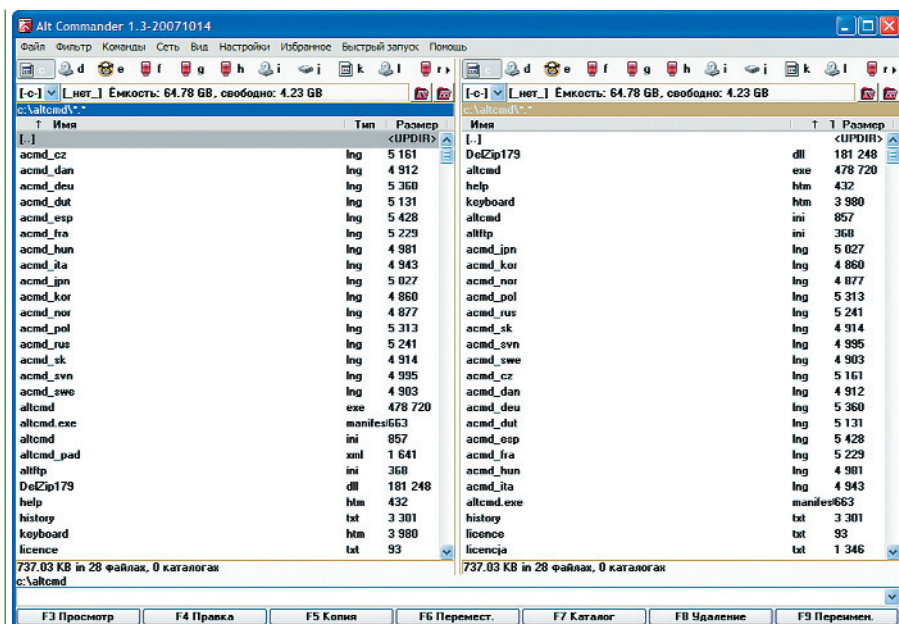 Alt Commander 1.3-20071014
Файл Фильтр Команды Сеть Вид Настройки Избранное Быстрый запуск Помощь
c d e f g h i j k l r
c d e f g h i j k l r
[-c-] [_нет_] Ёмкость: 64.78 GB, свободно: 4.23 GB
[-c-] [_нет_] Ёмкость: 64.78 GB, свободно: 4.23 GB
c:\altcmd\*.*
c:\altcmd\*.*
↑ Имя Тип Размер
Имя ↑ Т Размер
[..] <UPDIR>
acmd_cz lng 5 161
acmd_dan lng 4 912
acmd_deu lng 5 360
acmd_dut lng 5 131
acmd_esp lng 5 428
acmd_fra lng 5 229
acmd_hun lng 4 981
acmd_ita lng 4 943
acmd_jpn lng 5 027
acmd_kor lng 4 860
acmd_nor lng 4 877
acmd_pol lng 5 313
acmd_rus lng 5 241
acmd_sk lng 4 914
acmd_svn lng 4 995
acmd_swe lng 4 903
altcmd exe 478 720
altcmd.exe manifes 663
altcmd ini 857
altcmd_pad xml 1 641
altftp ini 368
DelZip179 dll 181 248
help htm 432
history txt 3 301
keyboard htm 3 980
licence txt 93
737.03 KB in 28 файлах, 0 каталогах
[..] <UPDIR>
DelZip179 dll 181 248
altcmd exe 478 720
help htm 432
keyboard htm 3 980
altcmd ini 857
altftp ini 368
acmd_jpn lng 5 027
acmd_kor lng 4 860
acmd_nor lng 4 877
acmd_pol lng 5 313
acmd_rus lng 5 241
acmd_sk lng 4 914
acmd_svn lng 4 995
acmd_swe lng 4 903
acmd_cz lng 5 161
acmd_dan lng 4 912
acmd_deu lng 5 360
acmd_dut lng 5 131
acmd_esp lng 5 428
acmd_fra lng 5 229
acmd_hun lng 4 981
acmd_ita lng 4 943
altcmd.exe manifes 663
history txt 3 301
licence txt 93
licencja txt 1 346
737.03 KB in 28 файлах, 0 каталогах
c:\altcmd
F3 Просмотр F4 Правка F5 Копия F6 Перемест. F7 Каталог F8 Удаление F9 Переимен.